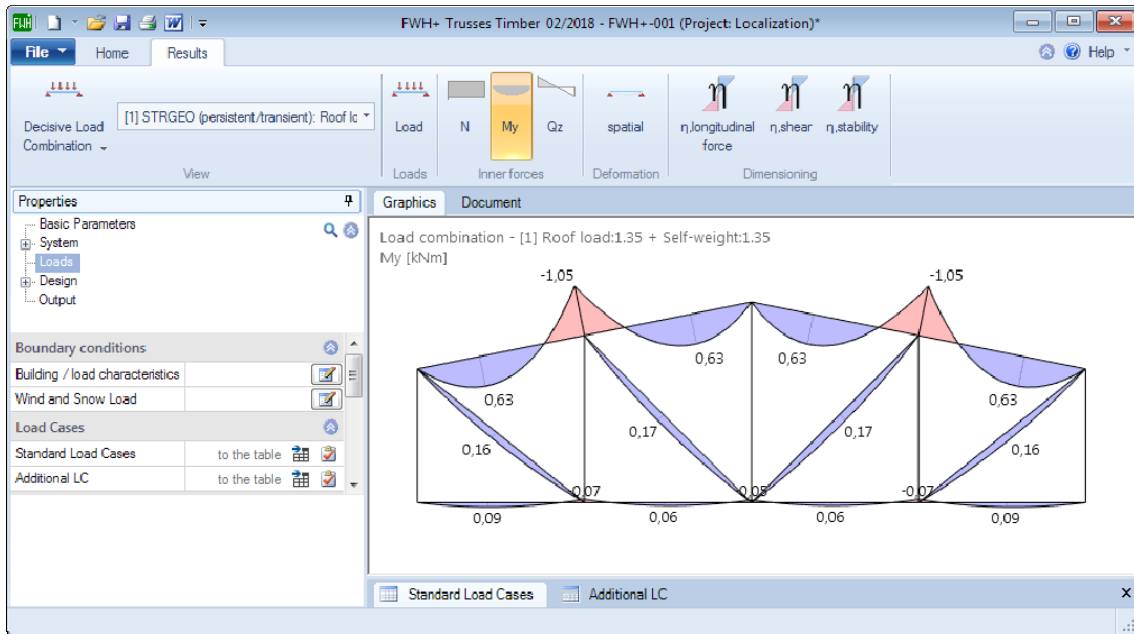 FWH
FWH+ Trusses Timber 02/2018 - FWH+-001 (Project: Localization)*
File Home Results Help
Decisive Load Combination
[1] STRGEO (persistent/transient): Roof lo
Load N My Qz spatial η,longitudinal force η,shear η,stability
View Loads Inner forces Deformation Dimensioning
Properties
Basic Parameters
System
Loads
Design
Output
Boundary conditions
Building / load characteristics
Wind and Snow Load
Load Cases
Standard Load Cases to the table
Additional LC to the table
Graphics Document
Load combination - [1] Roof load:1.35 + Self-weight:1.35
My [kNm]
-1,05 -1,05
0,63 0,63
0,63 0,63
0,17 0,17
0,16 0,16
0,07 0,05 -0,07
0,09 0,06 0,06 0,09
Standard Load Cases Additional LC